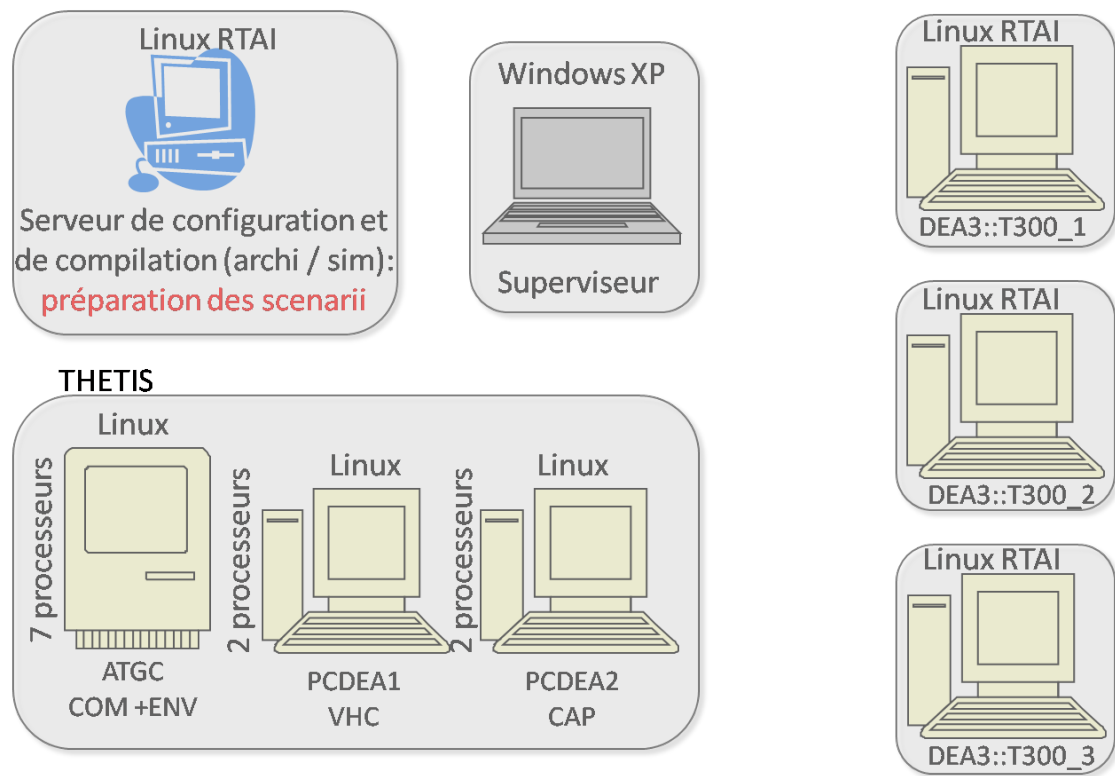 Linux RTAI
Serveur de configuration et
de compilation (archi / sim):
préparation des scenarii
Windows XP
Superviseur
Linux RTAI
DEA3::T300_1
Linux RTAI
DEA3::T300_2
Linux RTAI
DEA3::T300_3
THETIS
Linux
7 processeurs
ATGC
COM +ENV
Linux
2 processeurs
PCDEA1
VHC
Linux
2 processeurs
PCDEA2
CAP